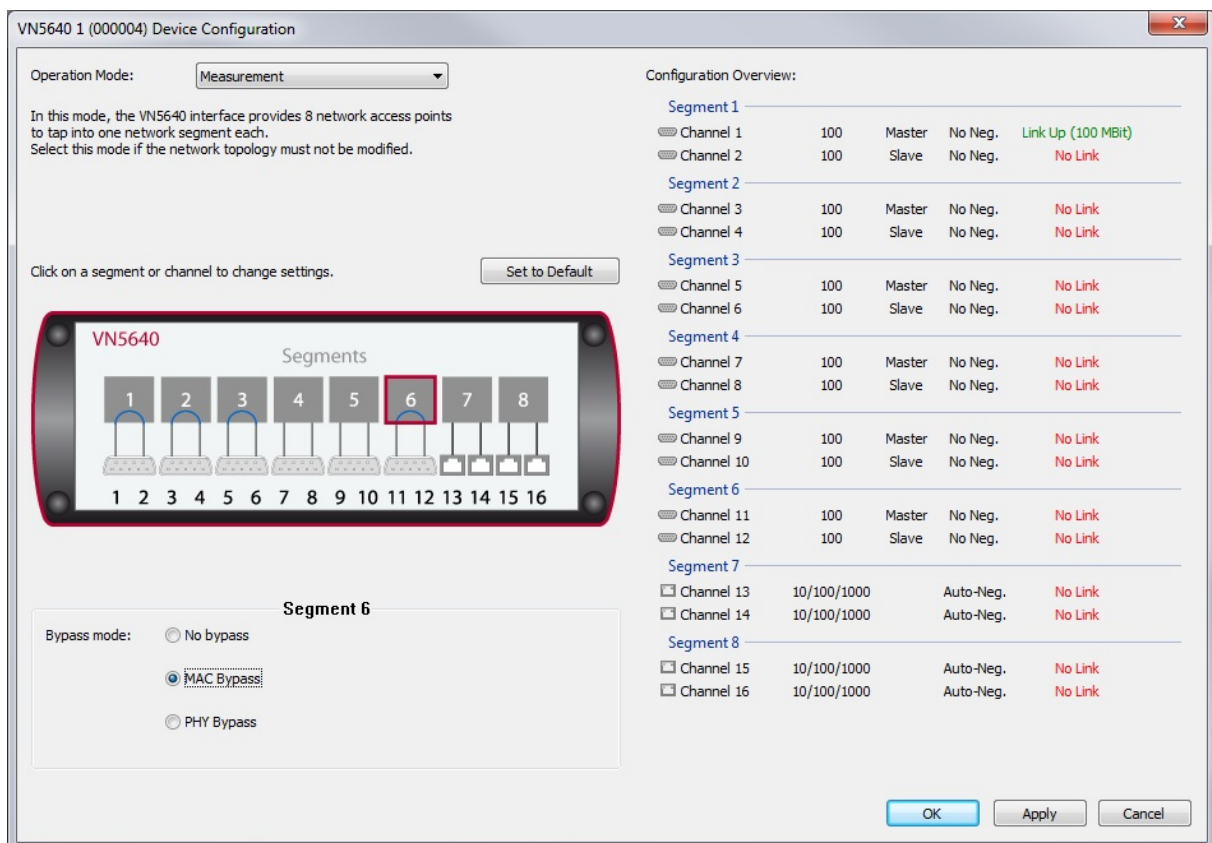 VN5640 1 (000004) Device Configuration
Operation Mode: Measurement
In this mode, the VN5640 interface provides 8 network access points
to tap into one network segment each.
Select this mode if the network topology must not be modified.
Click on a segment or channel to change settings. Set to Default
VN5640
Segments
1 2 3 4 5 6 7 8
1 2 3 4 5 6 7 8 9 10 11 12 13 14 15 16
Segment 6
Bypass mode: No bypass
MAC Bypass
PHY Bypass
Configuration Overview:
Segment 1
Channel 1 100 Master No Neg. Link Up (100 MBit)
Channel 2 100 Slave No Neg. No Link
Segment 2
Channel 3 100 Master No Neg. No Link
Channel 4 100 Slave No Neg. No Link
Segment 3
Channel 5 100 Master No Neg. No Link
Channel 6 100 Slave No Neg. No Link
Segment 4
Channel 7 100 Master No Neg. No Link
Channel 8 100 Slave No Neg. No Link
Segment 5
Channel 9 100 Master No Neg. No Link
Channel 10 100 Slave No Neg. No Link
Segment 6
Channel 11 100 Master No Neg. No Link
Channel 12 100 Slave No Neg. No Link
Segment 7
Channel 13 10/100/1000 Auto-Neg. No Link
Channel 14 10/100/1000 Auto-Neg. No Link
Segment 8
Channel 15 10/100/1000 Auto-Neg. No Link
Channel 16 10/100/1000 Auto-Neg. No Link
OK Apply Cancel